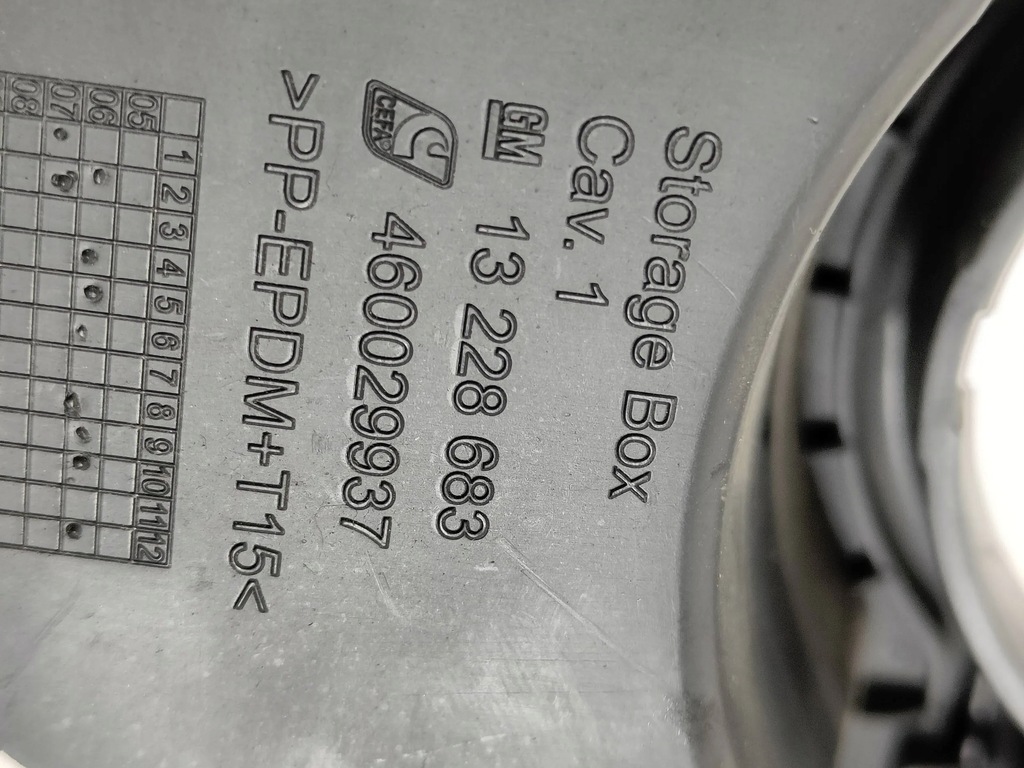 Storage Box
Cav. 1
GM 13 228 683
CEFA 460029937
>PP-EPDM+T15<
1 2 3 4 5 6 7 8 9 10 11 12
05
06
07
08